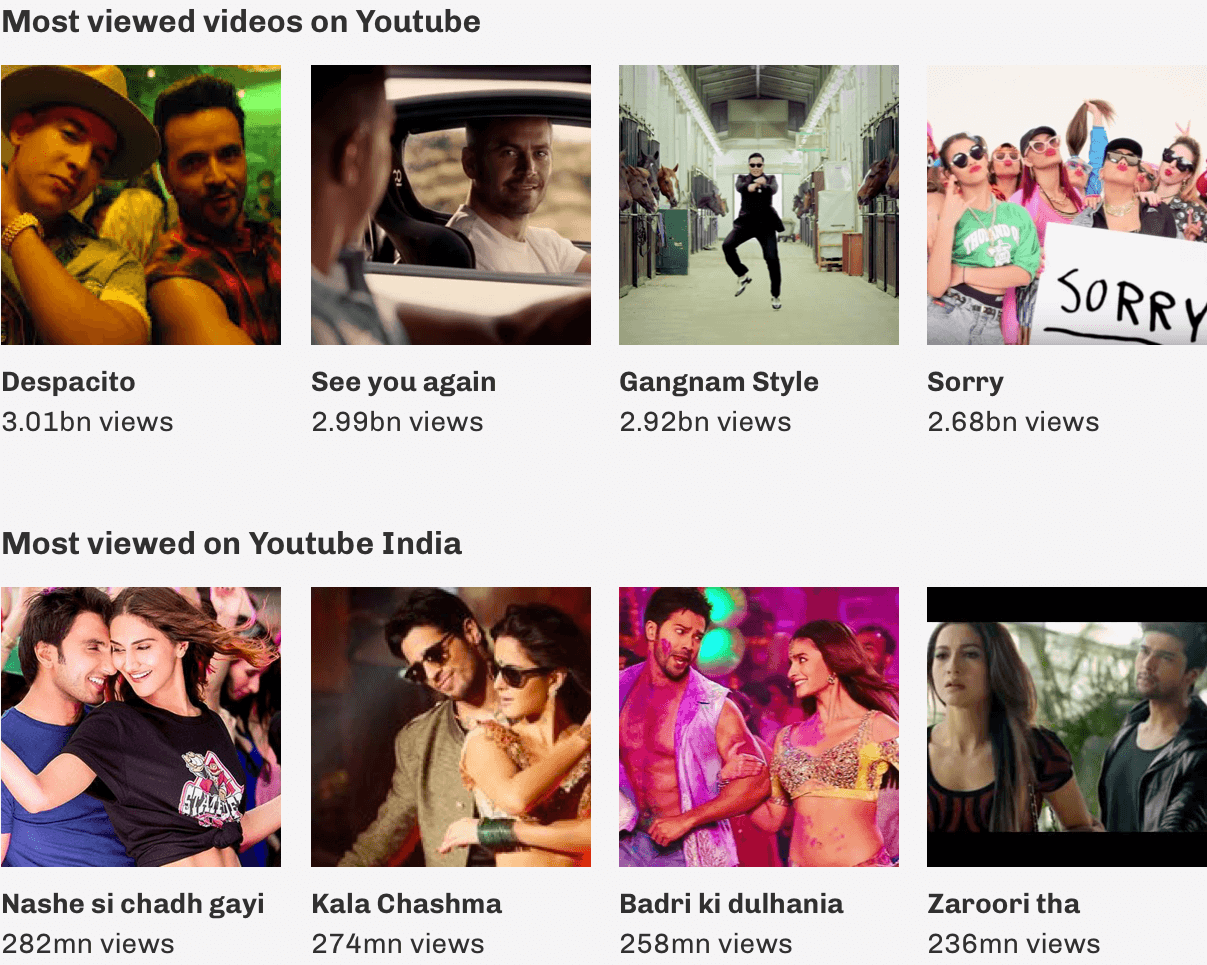 Most viewed videos on Youtube
THOUSAND
SORRY
Despacito
3.01bn views
See you again
2.99bn views
Gangnam Style
2.92bn views
Sorry
2.68bn views
Most viewed on Youtube India
Nashe si chadh gayi
282mn views
Kala Chashma
274mn views
Badri ki dulhania
258mn views
Zaroori tha
236mn views